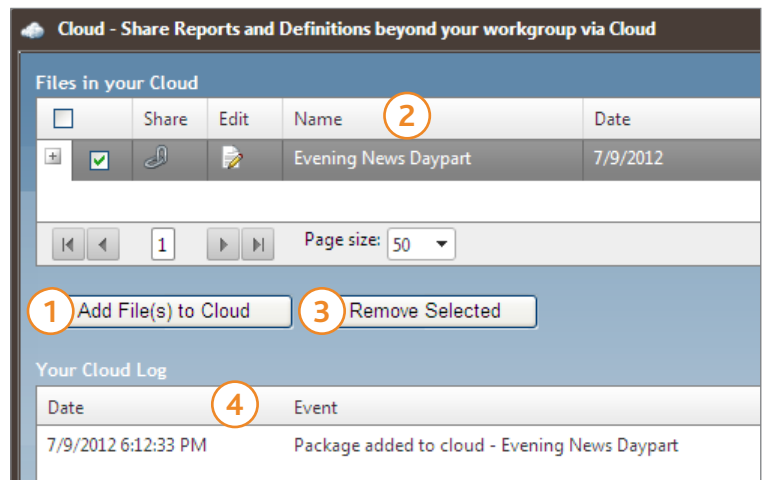 Cloud - Share Reports and Definitions beyond your workgroup via Cloud
Files in your Cloud
Share Edit Name 2 Date
Evening News Daypart 7/9/2012
1 Page size: 50
1 Add File(s) to Cloud 3 Remove Selected
Your Cloud Log
Date 4 Event
7/9/2012 6:12:33 PM Package added to cloud - Evening News Daypart